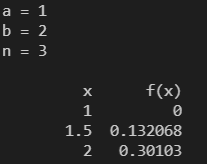 a = 1
b = 2
n = 3
x f(x)
1 0
1.5 0.132068
2 0.30103